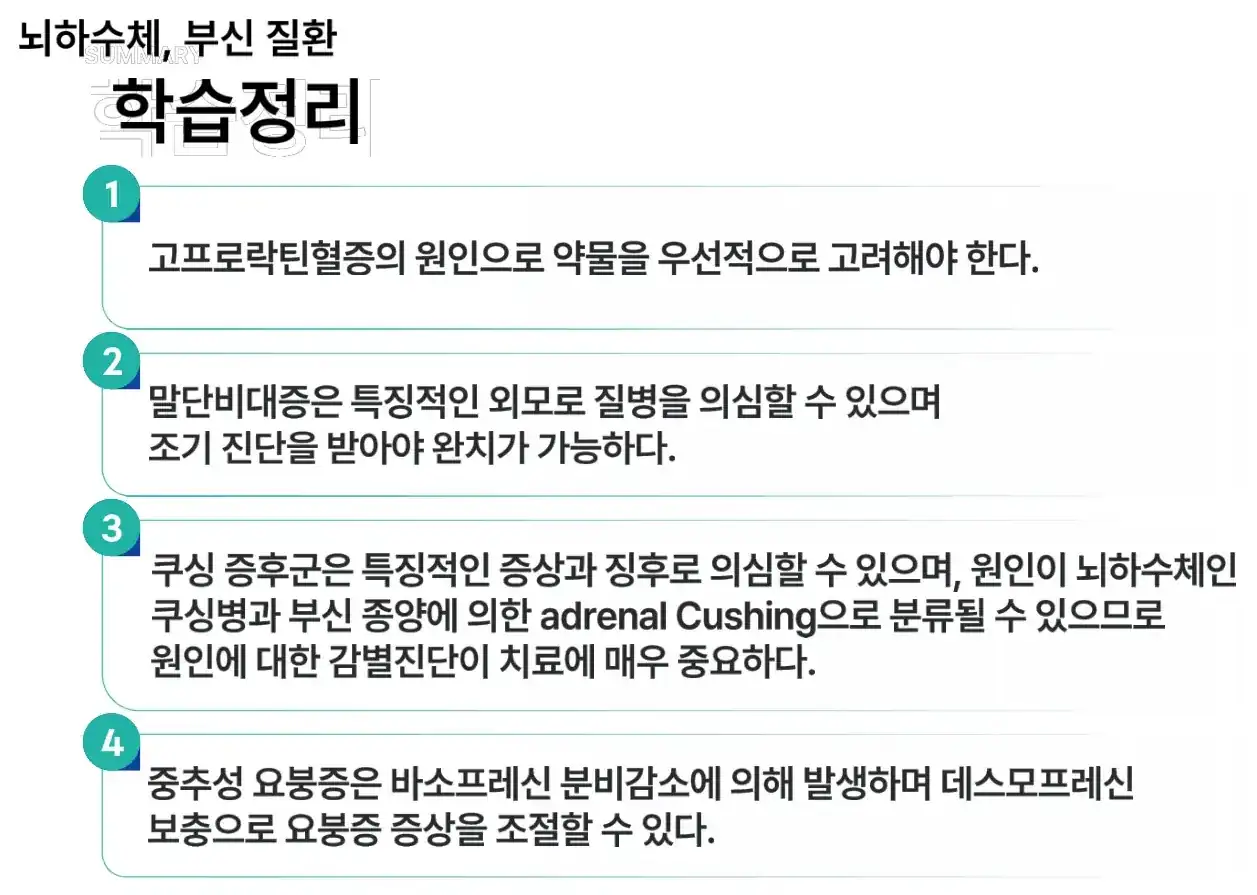 뇌하수체, 부신 질환
SUMMARY
학습정리
1
고프로락틴혈증의 원인으로 약물을 우선적으로 고려해야 한다.
2
말단비대증은 특징적인 외모로 질병을 의심할 수 있으며
조기 진단을 받아야 완치가 가능하다.
3
쿠싱 증후군은 특징적인 증상과 징후로 의심할 수 있으며, 원인이 뇌하수체인
쿠싱병과 부신 종양에 의한 adrenal Cushing으로 분류될 수 있으므로
원인에 대한 감별진단이 치료에 매우 중요하다.
4
중추성 요붕증은 바소프레신 분비감소에 의해 발생하며 데스모프레신
보충으로 요붕증 증상을 조절할 수 있다.